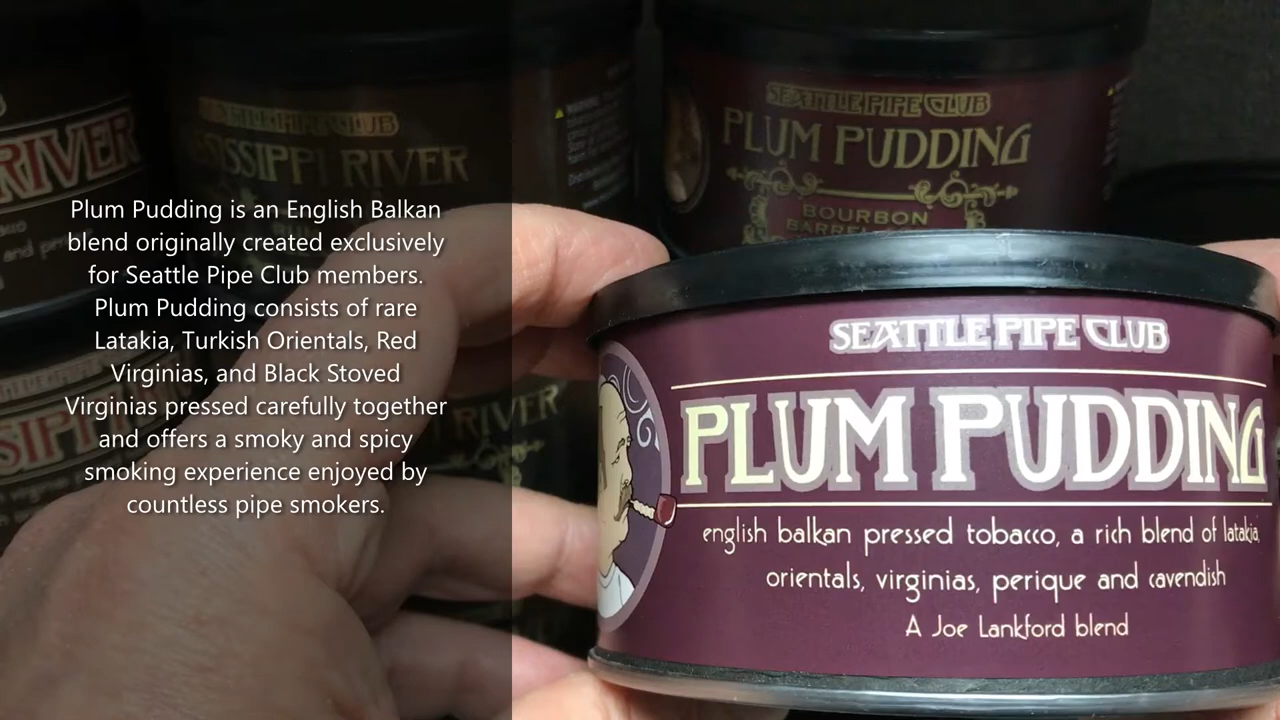 SEATTLE PIPE CLUB
PLUM PUDDING
BOURBON
RIVER
RIVER
RIVER
Plum Pudding is an English Balkan
blend originally created exclusively
for Seattle Pipe Club members.
Plum Pudding consists of rare
Latakia, Turkish Orientals, Red
Virginias, and Black Stoved
Virginias pressed carefully together
and offers a smoky and spicy
smoking experience enjoyed by
countless pipe smokers.
SEATTLE PIPE CLUB
PLUM PUDDING
english balkan pressed tobacco, a rich blend of latakia,
orientals, virginias, perique and cavendish
A Joe Lankford blend